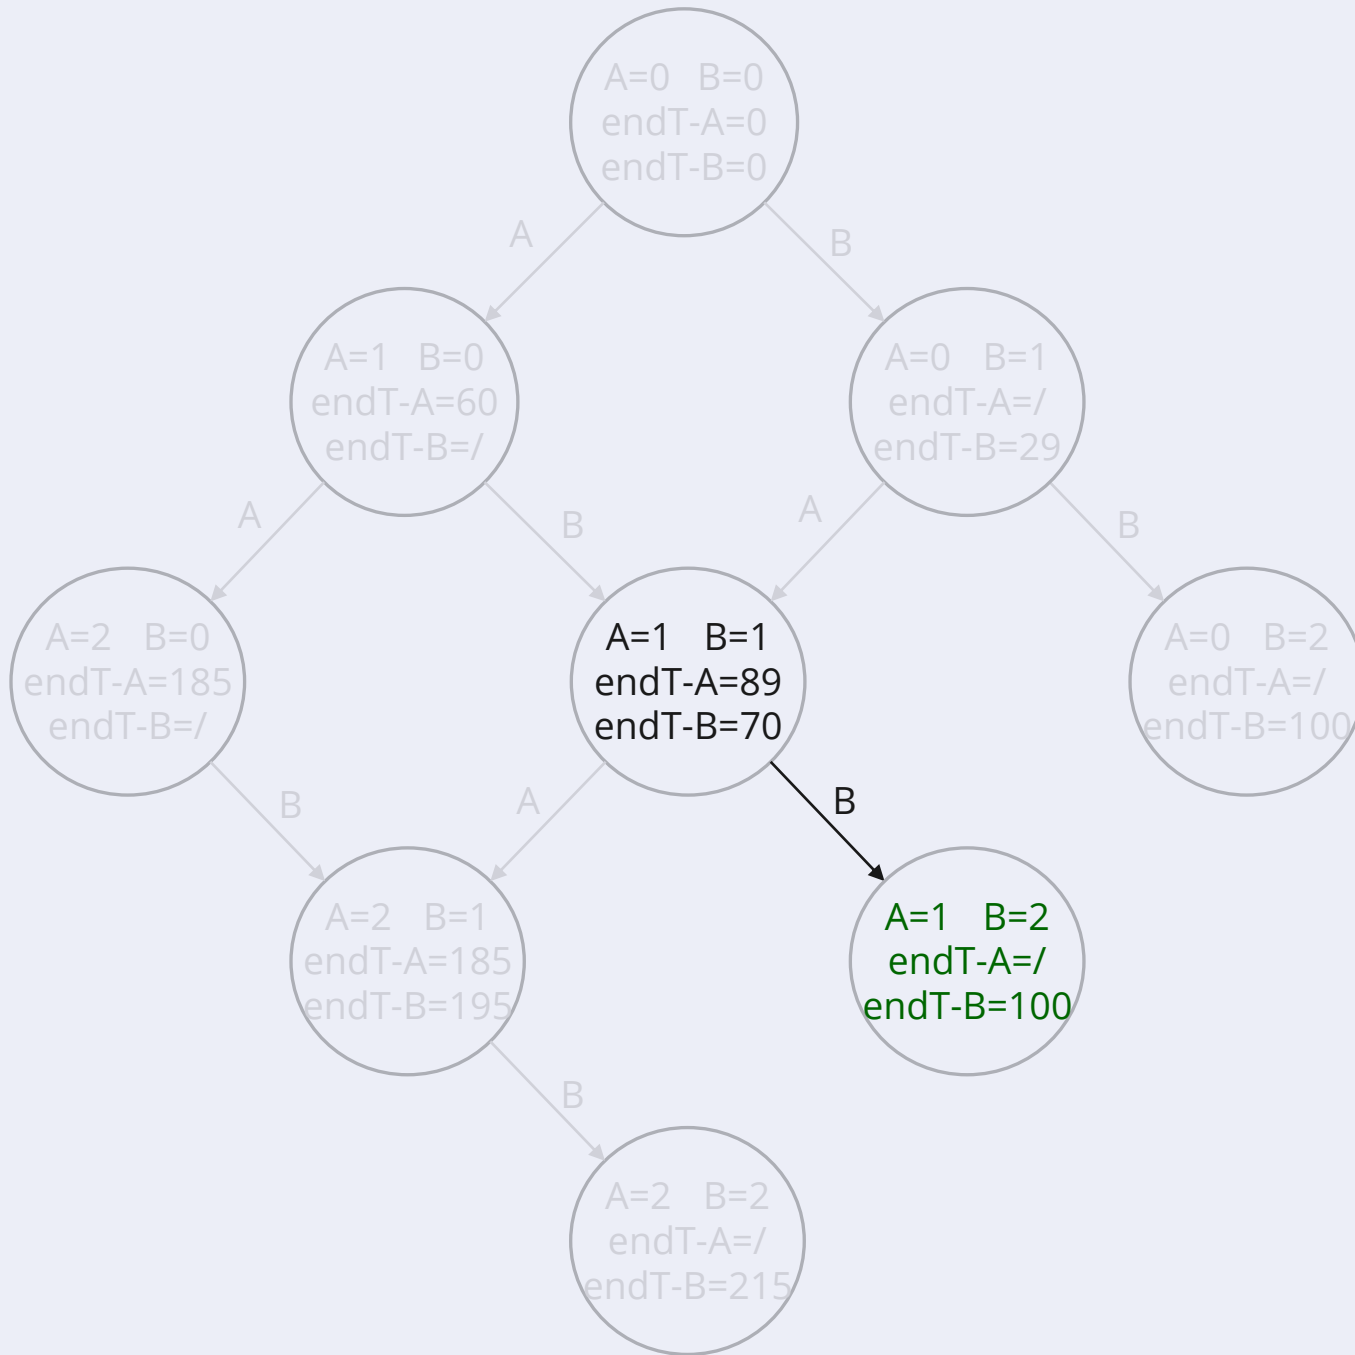 A=0 B=0
endT-A=0
endT-B=0
A
B
A=1 B=0
endT-A=60
endT-B=/
A=0 B=1
endT-A=/
endT-B=29
A
B
A
B
A=2 B=0
endT-A=185
endT-B=/
A=1 B=1
endT-A=89
endT-B=70
A=0 B=2
endT-A=/
endT-B=100
B
A
B
A=2 B=1
endT-A=185
endT-B=195
A=1 B=2
endT-A=/
endT-B=100
B
A=2 B=2
endT-A=/
endT-B=215